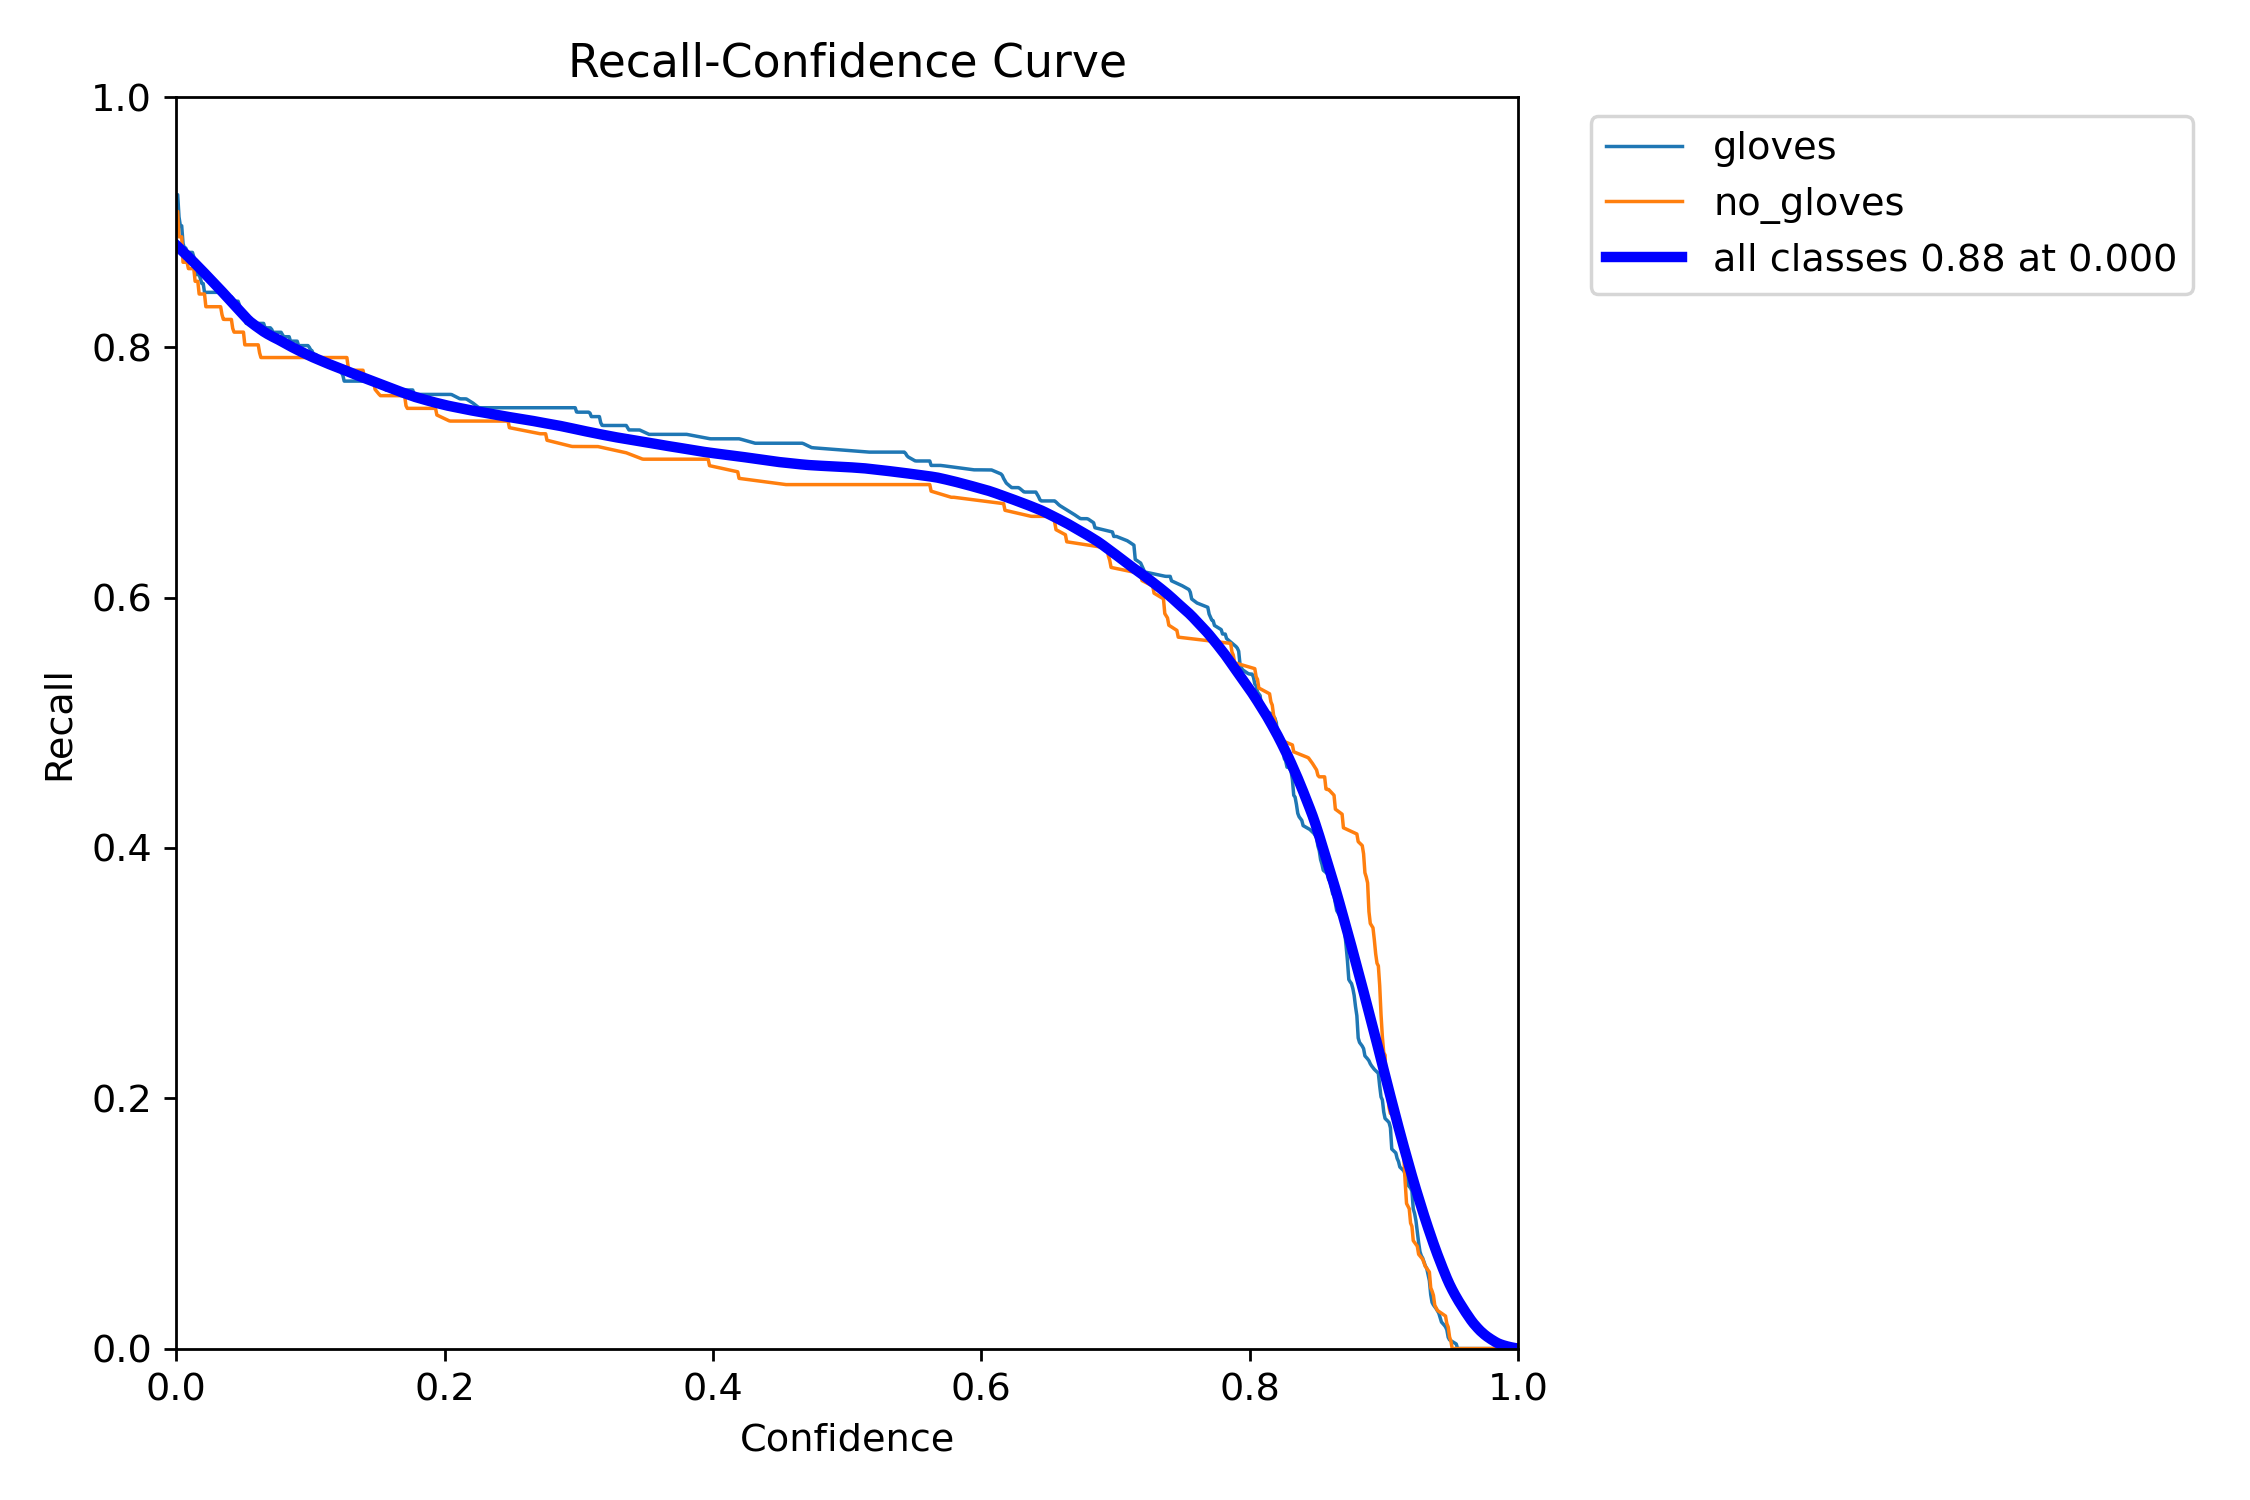 Recall-Confidence Curve
1.0
0.8
0.6
0.4
0.2
0.0
Recall
0.0 0.2 0.4 0.6 0.8 1.0
Confidence
gloves
no_gloves
all classes 0.88 at 0.000